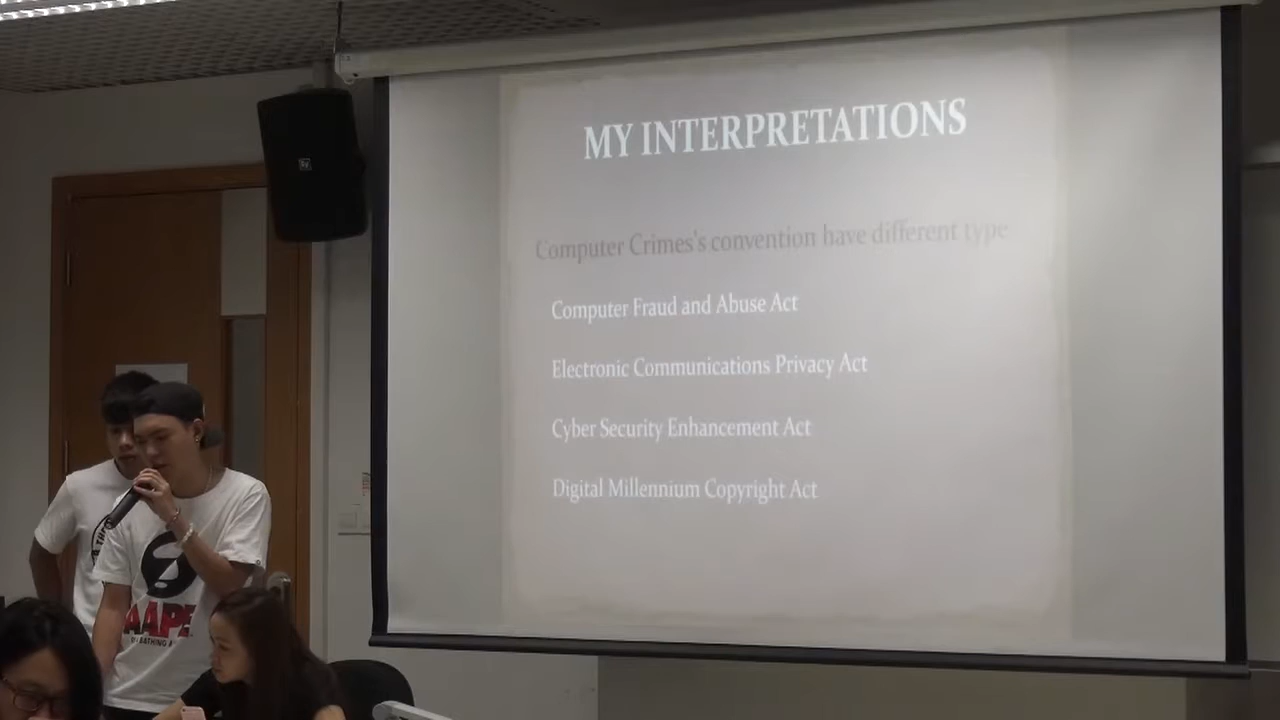 MY INTERPRETATIONS
Computer Crimes's convention have different type
Computer Fraud and Abuse Act
Electronic Communications Privacy Act
Cyber Security Enhancement Act
Digital Millennium Copyright Act
AAPE